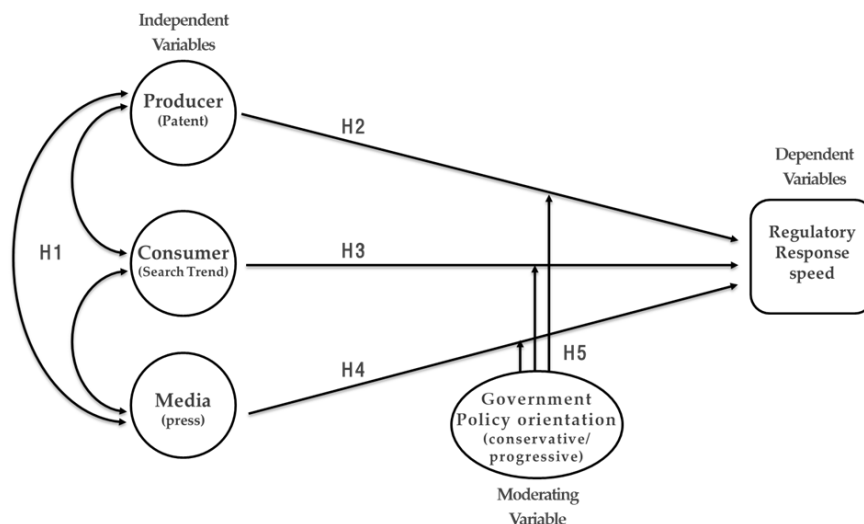 Independent
Variables
Producer
(Patent)
H2
Dependent
Variables
H1
Consumer
(Search Trend)
H3
Regulatory
Response
speed
Media
(press)
H4
H5
Government
Policy orientation
(conservative/
progressive)
Moderating
Variable